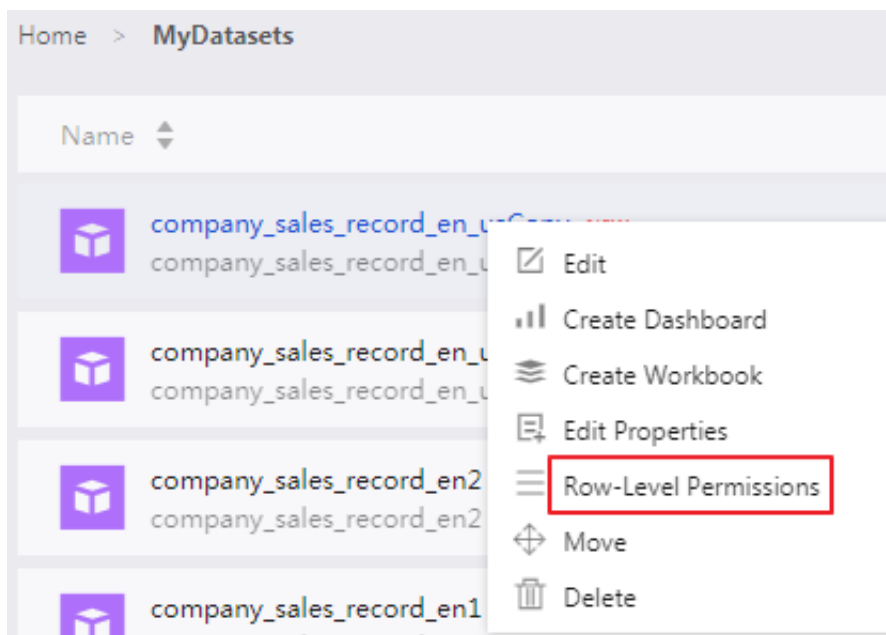 Home > MyDatasets
Name
company_sales_record_en_usCopy
company_sales_record_en_u
Edit
Create Dashboard
company_sales_record_en_u
company_sales_record_en_u
Create Workbook
Edit Properties
company_sales_record_en2
Row-Level Permissions
company_sales_record_en2
Move
Delete
company_sales_record_en1